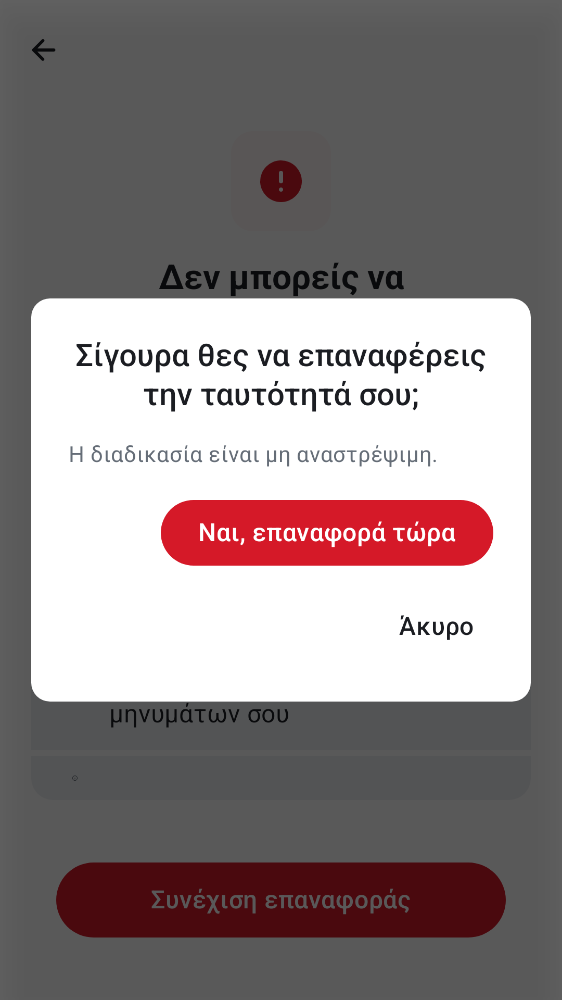 Δεν μπορείς να
Σίγουρα θες να επαναφέρεις
την ταυτότητά σου;
Η διαδικασία είναι μη αναστρέψιμη.
Ναι, επαναφορά τώρα
Άκυρο
μηνυμάτων σου
Συνέχιση επαναφοράς